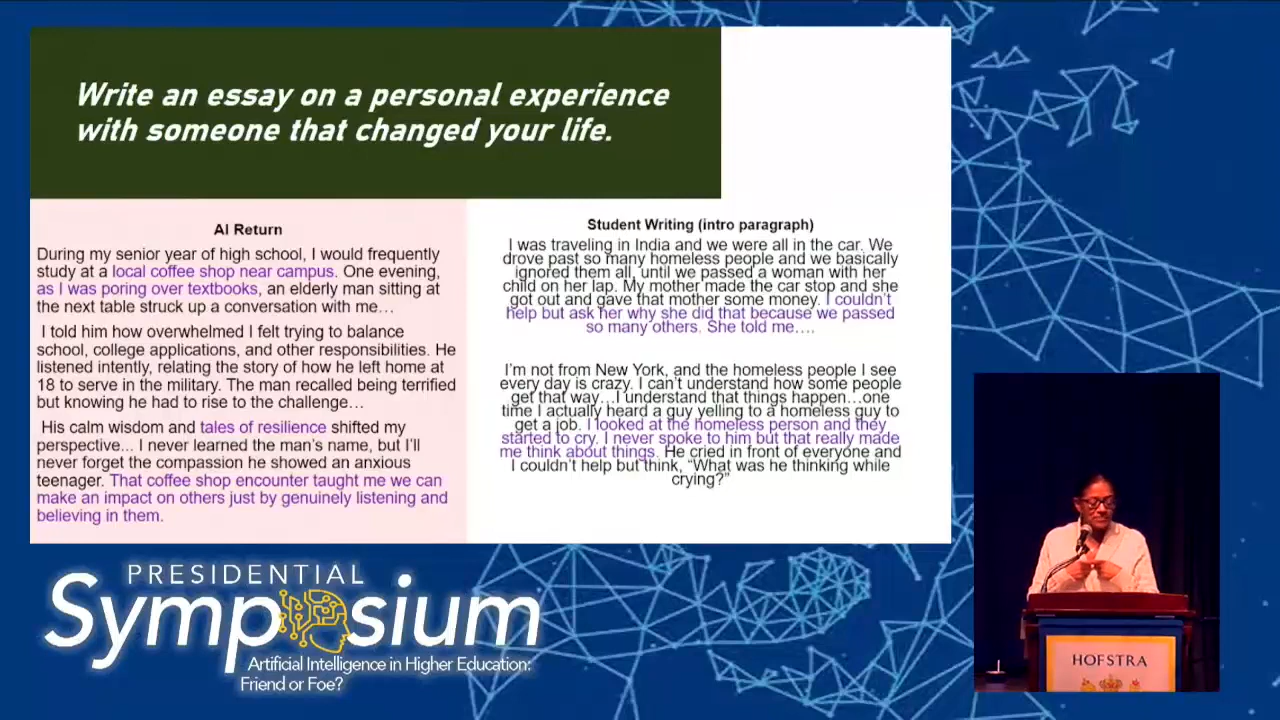 Write an essay on a personal experience
with someone that changed your life.
AI Return
During my senior year of high school, I would frequently
study at a local coffee shop near campus. One evening,
as I was poring over textbooks, an elderly man sitting at
the next table struck up a conversation with me…
I told him how overwhelmed I felt trying to balance
school, college applications, and other responsibilities. He
listened intently, relating the story of how he left home at
18 to serve in the military. The man recalled being terrified
but knowing he had to rise to the challenge…
His calm wisdom and tales of resilience shifted my
perspective... I never learned the man's name, but I'll
never forget the compassion he showed an anxious
teenager. That coffee shop encounter taught me we can
make an impact on others just by genuinely listening and
believing in them.
Student Writing (intro paragraph)
I was traveling in India and we were all in the car. We
drove past so many homeless people and we basically
ignored them all, until we passed a woman with her
child on her lap. My mother made the car stop and she
got out and gave that mother some money. I couldn't
help but ask her why she did that because we passed
so many others. She told me….
I'm not from New York, and the homeless people I see
every day is crazy. I can't understand how some people
get that way…I understand that things happen…one
time I actually heard a guy yelling to a homeless guy to
get a job. I looked at the homeless person and they
started to cry. I never spoke to him but that really made
me think about things. He cried in front of everyone and
I couldn't help but think, "What was he thinking while
crying?"
PRESIDENTIAL
Symposium
Artificial Intelligence in Higher Education:
Friend or Foe?
HOFSTRA